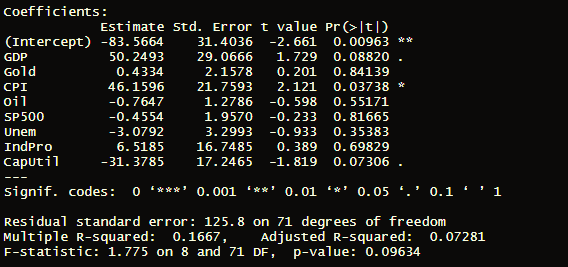 Coefficients:
            Estimate Std. Error t value Pr(>|t|)
(Intercept) -83.5664    31.4036  -2.661  0.00963 **
GDP          50.2493    29.0666   1.729  0.08820 .
Gold          0.4334     2.1578   0.201  0.84139
CPI          46.1596    21.7593   2.121  0.03738 *
Oil          -0.7647     1.2786  -0.598  0.55171
SP500        -0.4554     1.9570  -0.233  0.81665
Unem         -3.0792     3.2993  -0.933  0.35383
IndPro        6.5185    16.7485   0.389  0.69829
CapUtil     -31.3785    17.2465  -1.819  0.07306 .
---
Signif. codes:  0 ‘***’ 0.001 ‘**’ 0.01 ‘*’ 0.05 ‘.’ 0.1 ‘ ’ 1
Residual standard error: 125.8 on 71 degrees of freedom
Multiple R-squared:  0.1667,    Adjusted R-squared:  0.07281
F-statistic: 1.775 on 8 and 71 DF,  p-value: 0.09634